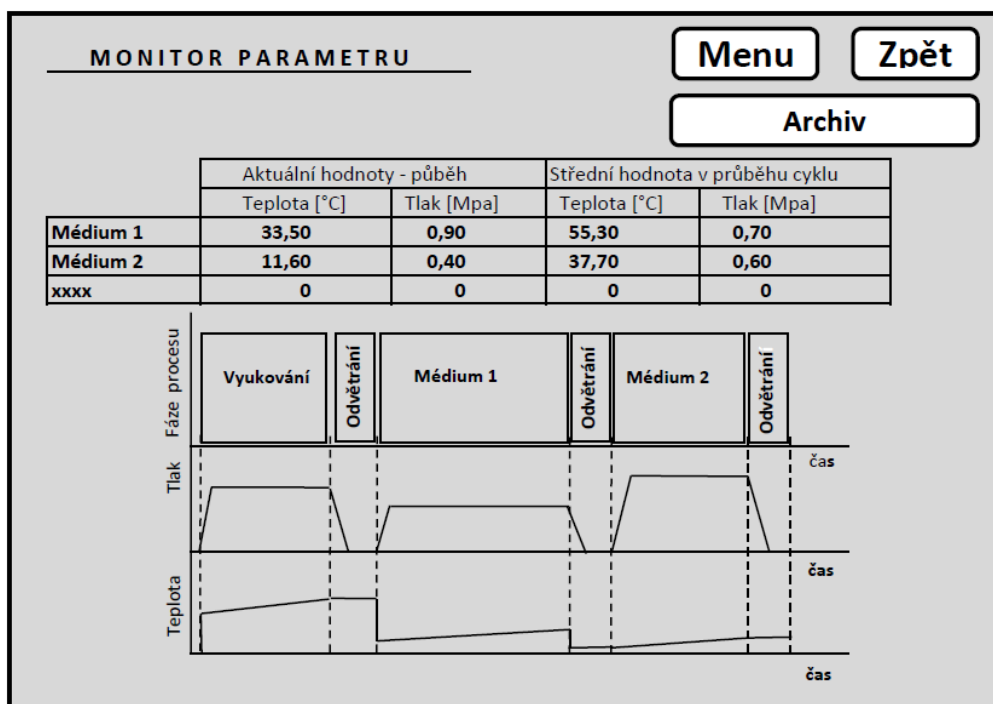 MONITOR PARAMETRU
Menu
Zpět
Archiv
Aktuální hodnoty - půběh Střední hodnota v průběhu cyklu
Teplota [°C] Tlak [Mpa] Teplota [°C] Tlak [Mpa]
Médium 1 33,50 0,90 55,30 0,70
Médium 2 11,60 0,40 37,70 0,60
xxxx 0 0 0 0
Fáze procesu
Vyukování
Odvětrání
Médium 1
Odvětrání
Médium 2
Odvětrání
čas
Tlak
čas
Teplota
čas